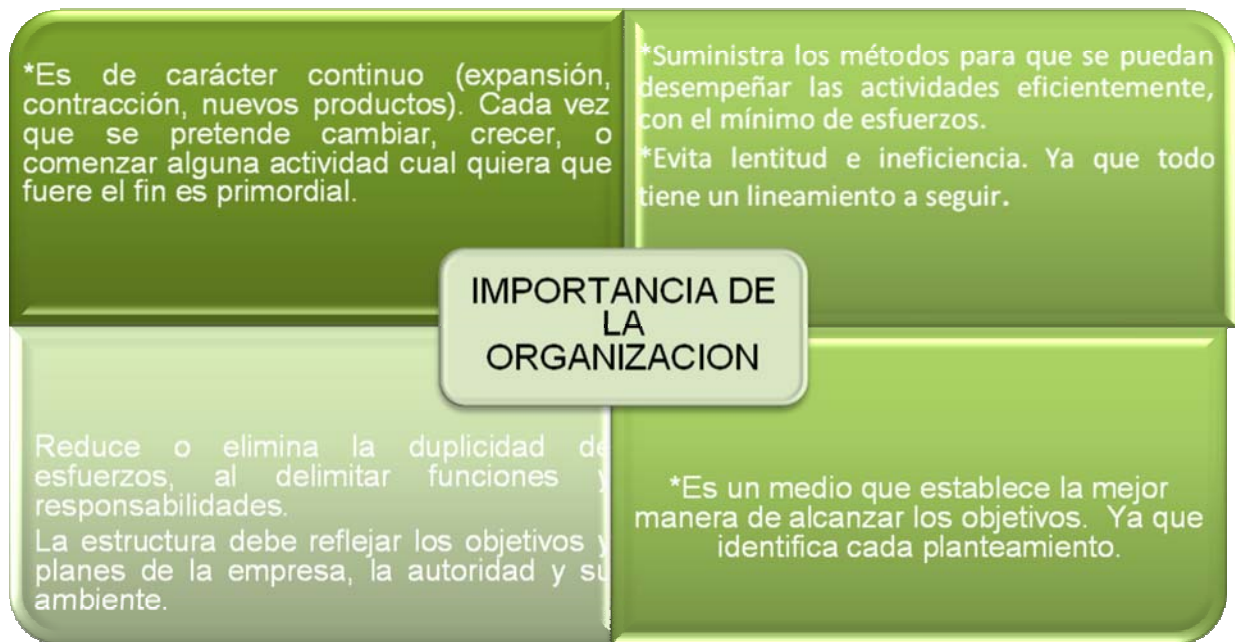 *Es de carácter continuo (expansión,
contracción, nuevos productos). Cada vez
que se pretende cambiar, crecer, o
comenzar alguna actividad cual quiera que
fuere el fin es primordial.
*Suministra los métodos para que se puedan
desempeñar las actividades eficientemente,
con el mínimo de esfuerzos.
*Evita lentitud e ineficiencia. Ya que todo
tiene un lineamiento a seguir.
IMPORTANCIA DE
LA
ORGANIZACION
Reduce o elimina la duplicidad de
esfuerzos, al delimitar funciones y
responsabilidades.
La estructura debe reflejar los objetivos y
planes de la empresa, la autoridad y su
ambiente.
*Es un medio que establece la mejor
manera de alcanzar los objetivos. Ya que
identifica cada planteamiento.